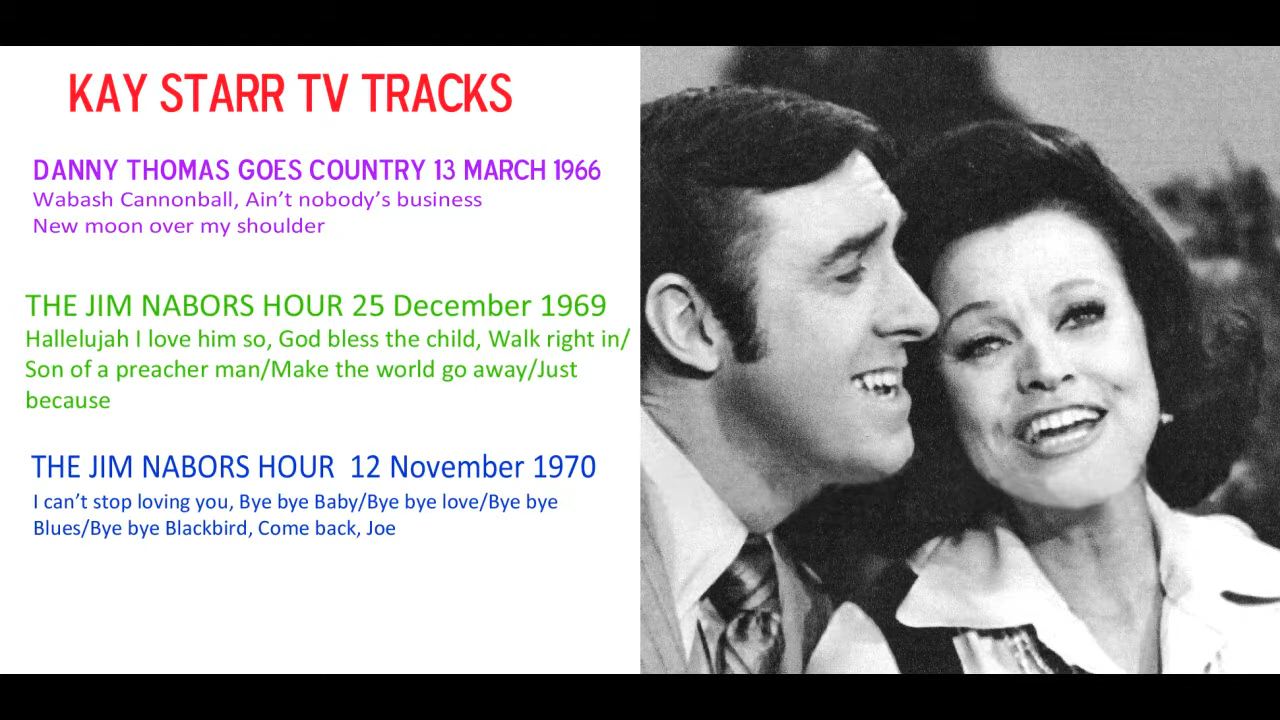 KAY STARR TV TRACKS
DANNY THOMAS GOES COUNTRY 13 MARCH 1966
Wabash Cannonball, Ain’t nobody’s business
New moon over my shoulder
THE JIM NABORS HOUR 25 December 1969
Hallelujah I love him so, God bless the child, Walk right in/
Son of a preacher man/Make the world go away/Just
because
THE JIM NABORS HOUR  12 November 1970
I can’t stop loving you, Bye bye Baby/Bye bye love/Bye bye
Blues/Bye bye Blackbird, Come back, Joe